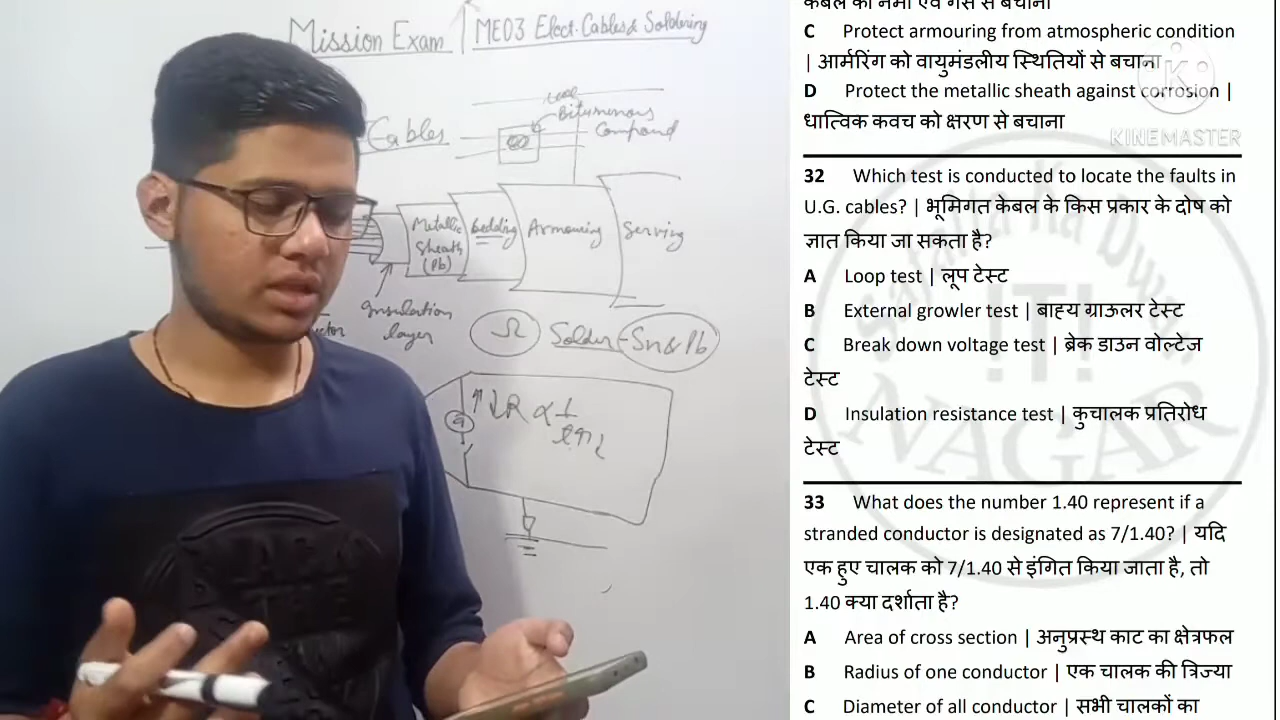 Mission Exam
ME03 Elect. Cables & Soldering
Cables
Bituminous
Compound
Metallic
Sheath
(Pb)
Bedding
Armouring
Serving
Insulation
layer
Ω
Solder - Sn & Pb
केबल को नमी एवं गैस से बचाना
C Protect armouring from atmospheric condition
| आर्मरिंग को वायुमंडलीय स्थितियों से बचाना
D Protect the metallic sheath against corrosion |
धात्विक कवच को क्षरण से बचाना
K
KINEMASTER
32 Which test is conducted to locate the faults in
U.G. cables? | भूमिगत केबल के किस प्रकार के दोष को
ज्ञात किया जा सकता है?
A Loop test | लूप टेस्ट
B External growler test | बाह्य ग्राऊलर टेस्ट
C Break down voltage test | ब्रेक डाउन वोल्टेज
टेस्ट
D Insulation resistance test | कुचालक प्रतिरोध
टेस्ट
33 What does the number 1.40 represent if a
stranded conductor is designated as 7/1.40? | यदि
एक हुए चालक को 7/1.40 से इंगित किया जाता है, तो
1.40 क्या दर्शाता है?
A Area of cross section | अनुप्रस्थ काट का क्षेत्रफल
B Radius of one conductor | एक चालक की त्रिज्या
C Diameter of all conductor | सभी चालकों का
ITI
NAGAR